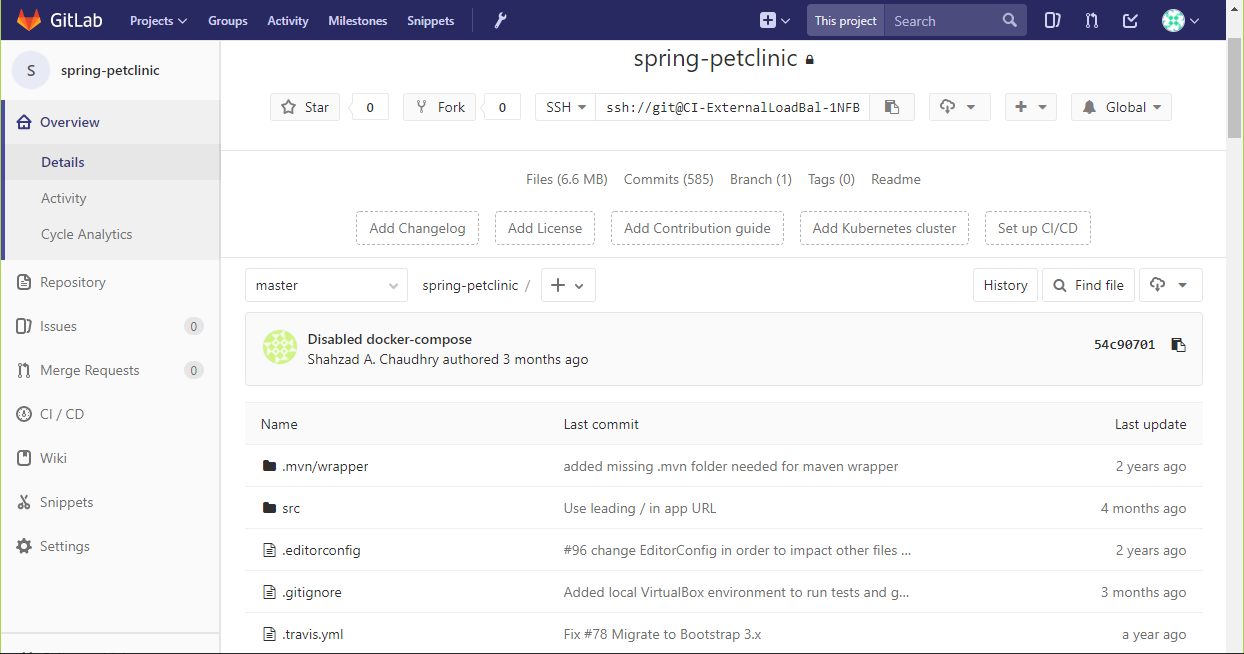 GitLab Projects Groups Activity Milestones Snippets This project Search
S spring-petclinic
Overview
Details
Activity
Cycle Analytics
Repository
Issues 0
Merge Requests 0
CI / CD
Wiki
Snippets
Settings
spring-petclinic
Star 0 Fork 0 SSH ssh://git@CI-ExternalLoadBal-1NFB Global
Files (6.6 MB) Commits (585) Branch (1) Tags (0) Readme
Add Changelog Add License Add Contribution guide Add Kubernetes cluster Set up CI/CD
master spring-petclinic / History Find file
Disabled docker-compose
Shahzad A. Chaudhry authored 3 months ago
54c90701
Name Last commit Last update
.mvn/wrapper added missing .mvn folder needed for maven wrapper 2 years ago
src Use leading / in app URL 4 months ago
.editorconfig #96 change EditorConfig in order to impact other files ... 2 years ago
.gitignore Added local VirtualBox environment to run tests and g... 3 months ago
.travis.yml Fix #78 Migrate to Bootstrap 3.x a year ago